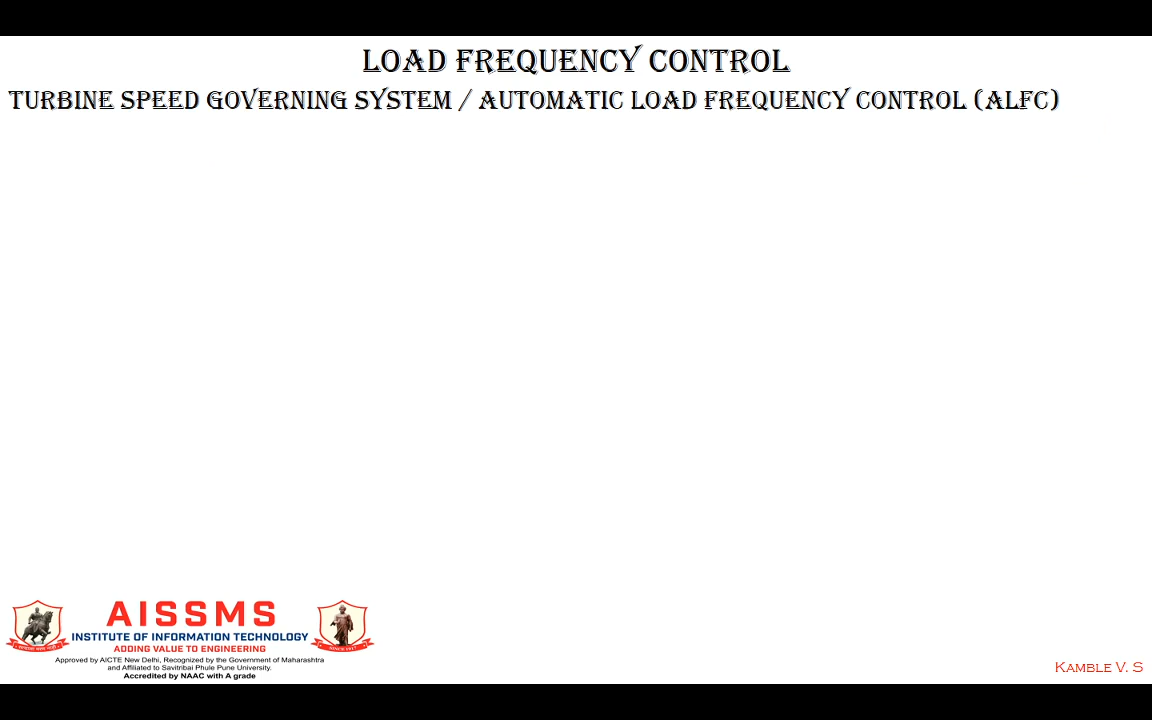 LOAD FREQUENCY CONTROL
TURBINE SPEED GOVERNING SYSTEM / AUTOMATIC LOAD FREQUENCY CONTROL (ALFC)
AISSMS
INSTITUTE OF INFORMATION TECHNOLOGY
ADDING VALUE TO ENGINEERING
SINCE 1917
Approved by AICTE New Delhi, Recognized by the Government of Maharashtra
and Affiliated to Savitribai Phule Pune University.
Accredited by NAAC with A grade
KAMBLE V. S